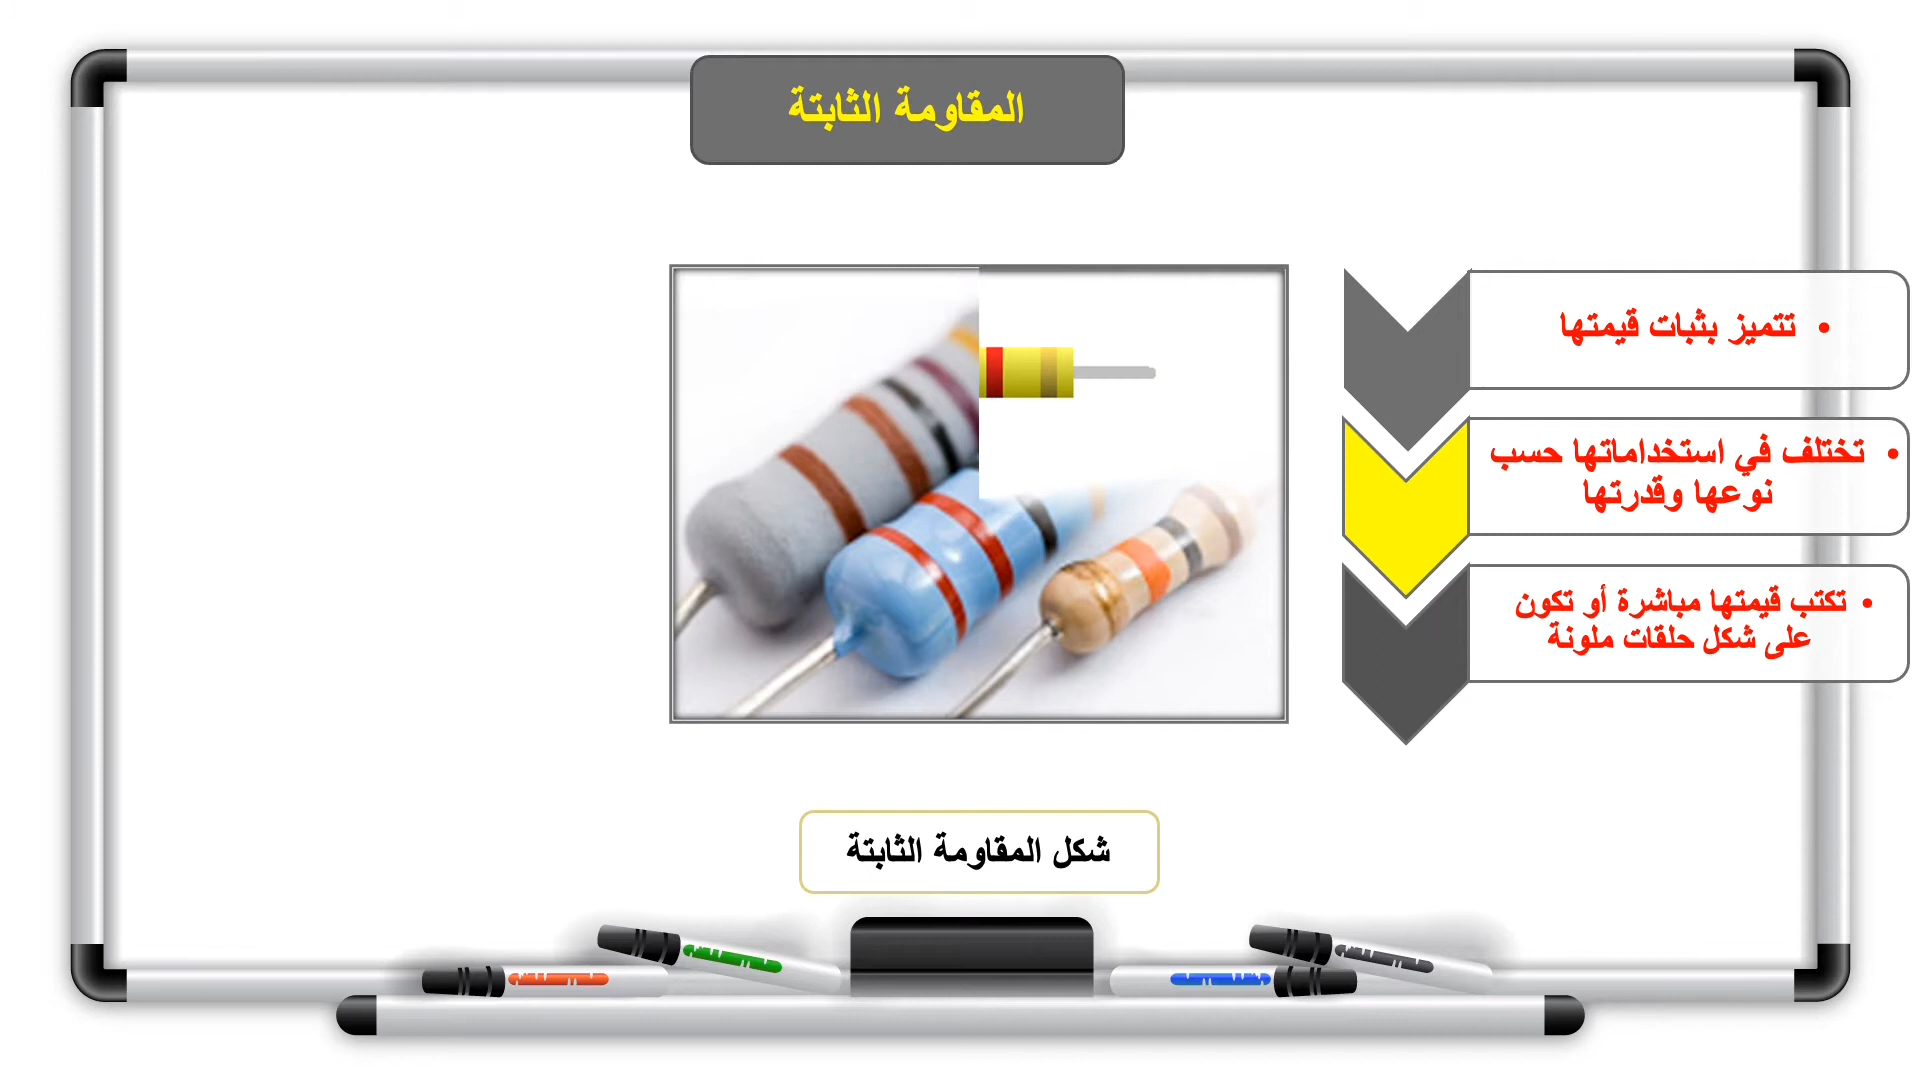 المقاومة الثابتة
• تتميز بثبات قيمتها
• تختلف في استخداماتها حسب
نوعها وقدرتها
• تكتب قيمتها مباشرة أو تكون
على شكل حلقات ملونة
شكل المقاومة الثابتة